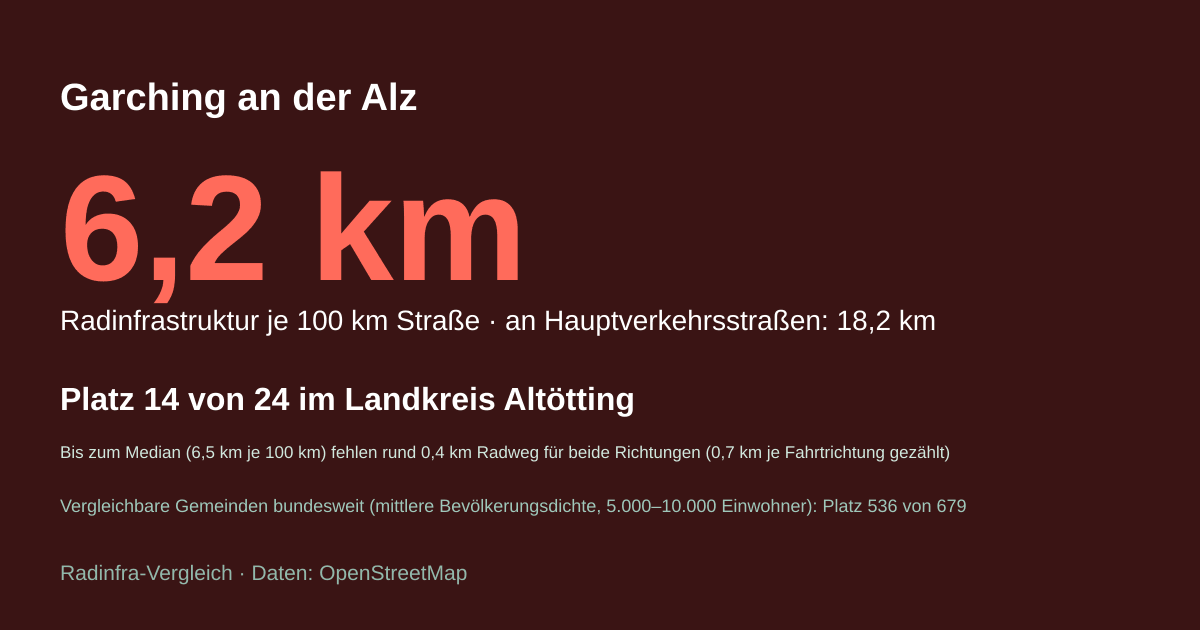 Garching an der Alz
6,2 km
Radinfrastruktur je 100 km Straße · an Hauptverkehrsstraßen: 18,2 km
Platz 14 von 24 im Landkreis Altötting
Bis zum Median (6,5 km je 100 km) fehlen rund 0,4 km Radweg für beide Richtungen (0,7 km je Fahrtrichtung gezählt)
Vergleichbare Gemeinden bundesweit (mittlere Bevölkerungsdichte, 5.000–10.000 Einwohner): Platz 536 von 679
Radinfra-Vergleich · Daten: OpenStreetMap